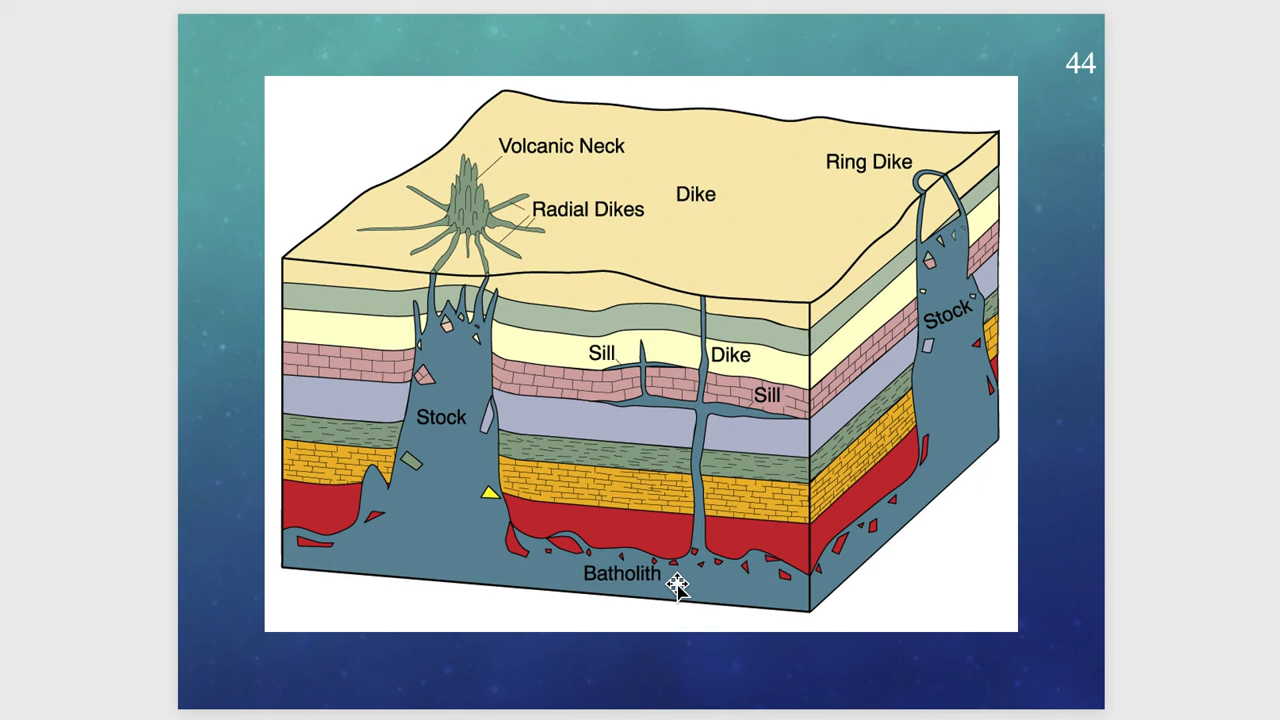 44
Volcanic Neck
Ring Dike
Dike
Radial Dikes
Stock
Sill
Dike
Sill
Stock
Batholith